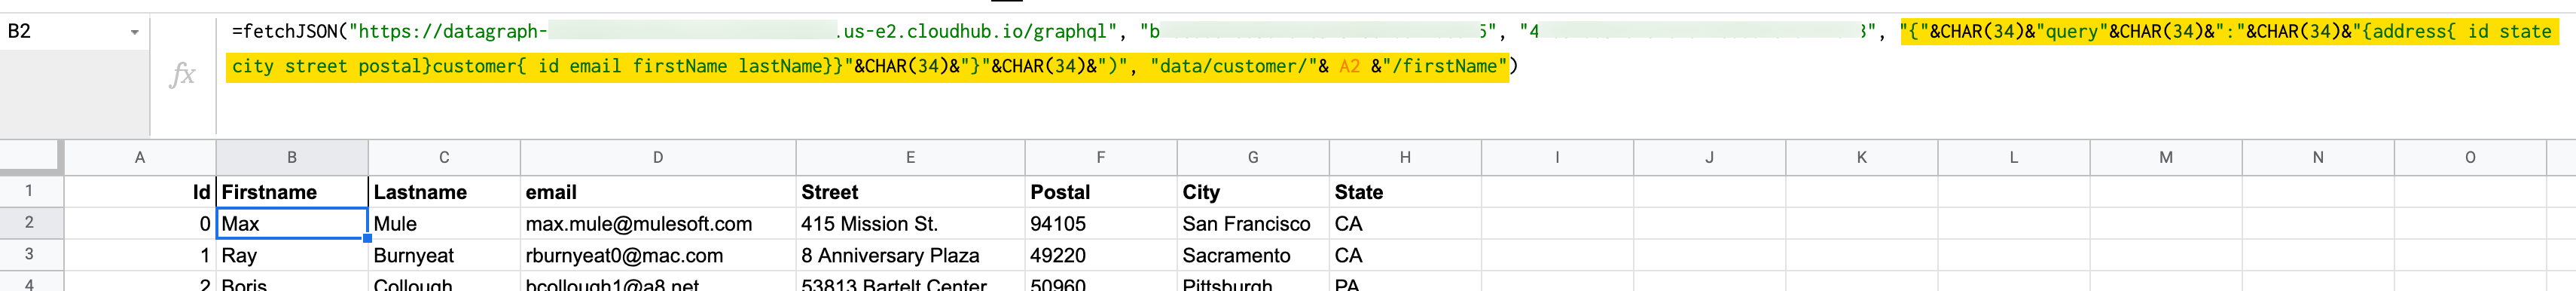 B2
=fetchJSON("https://datagraph- .us-e2.cloudhub.io/graphql", "b 5", "4 3", "{"&CHAR(34)&"query"&CHAR(34)&":"&CHAR(34)&"{address{ id state
fx city street postal}customer{ id email firstName lastName}}"&CHAR(34)&"}"&CHAR(34)&")", "data/customer/"& A2 &"/firstName")
A B C D E F G H I J K L M N O
1 Id Firstname Lastname email Street Postal City State
2 0 Max Mule max.mule@mulesoft.com 415 Mission St. 94105 San Francisco CA
3 1 Ray Burnyeat rburnyeat0@mac.com 8 Anniversary Plaza 49220 Sacramento CA
4 2 Boris Collough bcollough1@a8.net 53813 Bartelt Center 50960 Pittsburgh PA